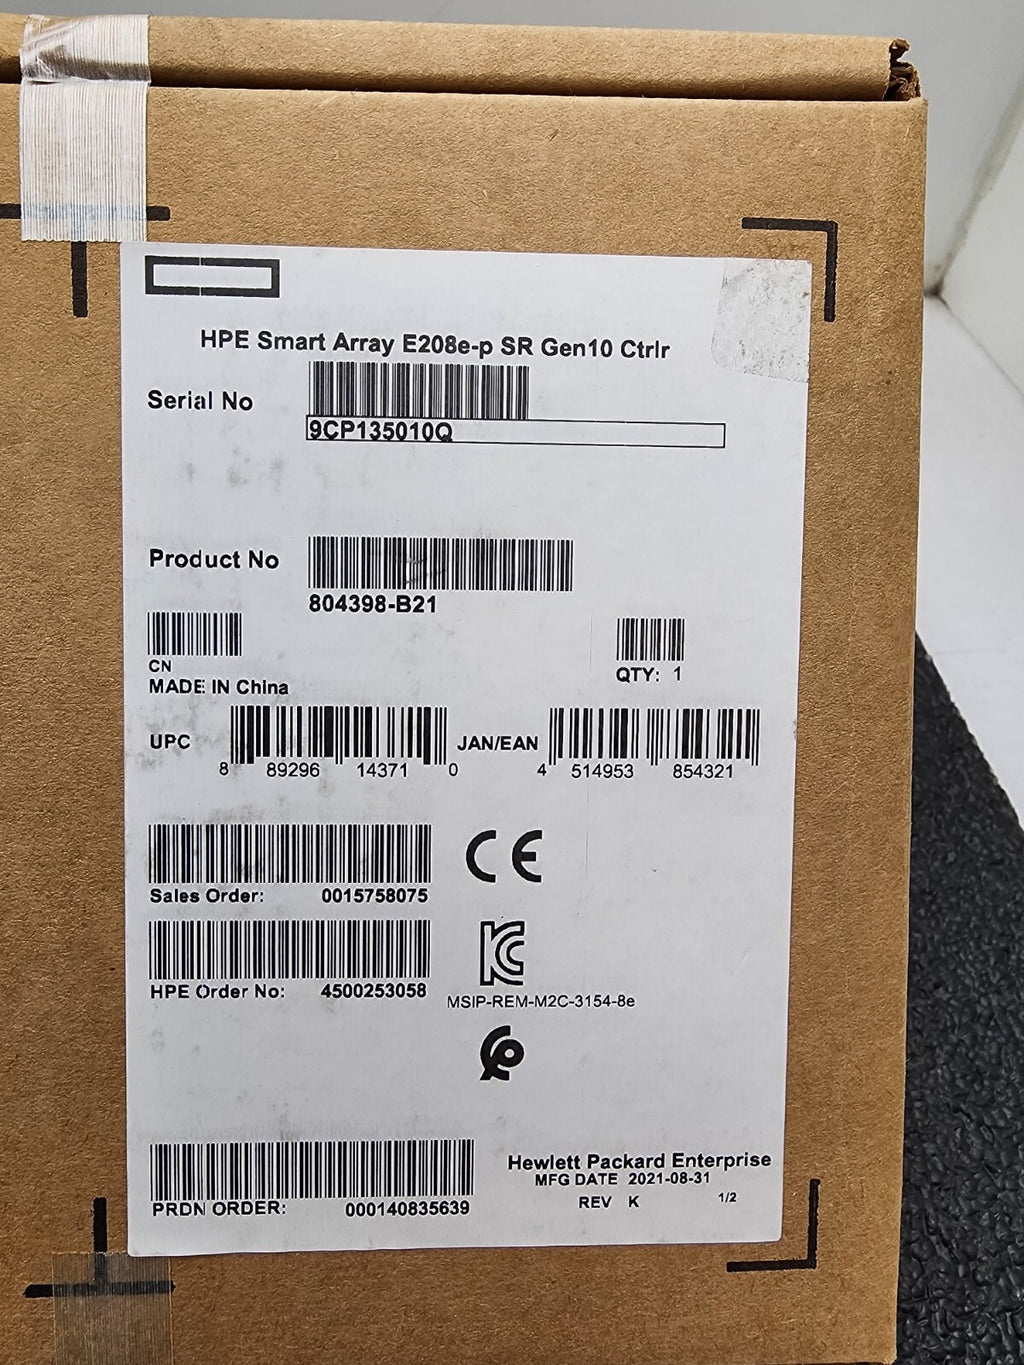 HPE Smart Array E208e-p SR Gen10 Ctrlr
Serial No
9CP135010Q
Product No
804398-B21
CN
MADE IN China
QTY: 1
UPC
8 89296 14371 0
JAN/EAN
4 514953 854321
CE
Sales Order: 0015758075
HPE Order No: 4500253058
MSIP-REM-M2C-3154-8e
PRDN ORDER: 000140835639
Hewlett Packard Enterprise
MFG DATE 2021-08-31
REV K 1/2